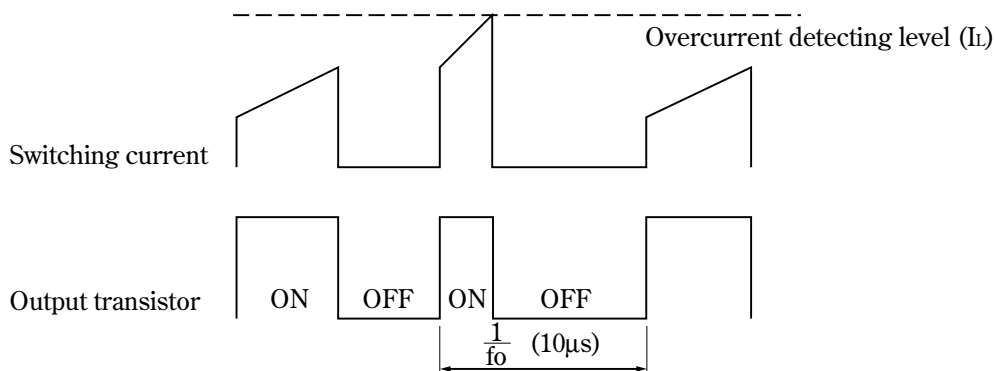 Overcurrent detecting level (IL)
Switching current
Output transistor
ON OFF ON OFF
1/fo (10µs)